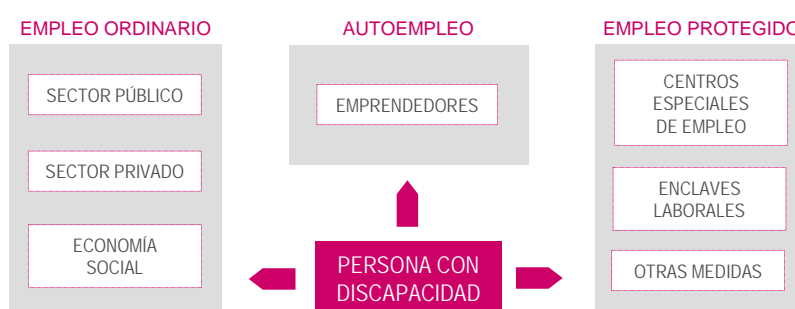 EMPLEO ORDINARIO
SECTOR PÚBLICO
SECTOR PRIVADO
ECONOMÍA
SOCIAL
AUTOEMPLEO
EMPRENDEDORES
PERSONA CON
DISCAPACIDAD
EMPLEO PROTEGIDO
CENTROS
ESPECIALES
DE EMPLEO
ENCLAVES
LABORALES
OTRAS MEDIDAS